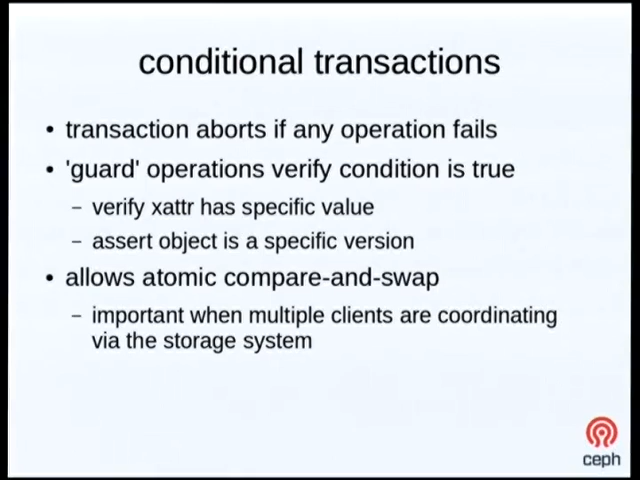 conditional transactions
• transaction aborts if any operation fails
• 'guard' operations verify condition is true
– verify xattr has specific value
– assert object is a specific version
• allows atomic compare-and-swap
– important when multiple clients are coordinating
via the storage system
ceph